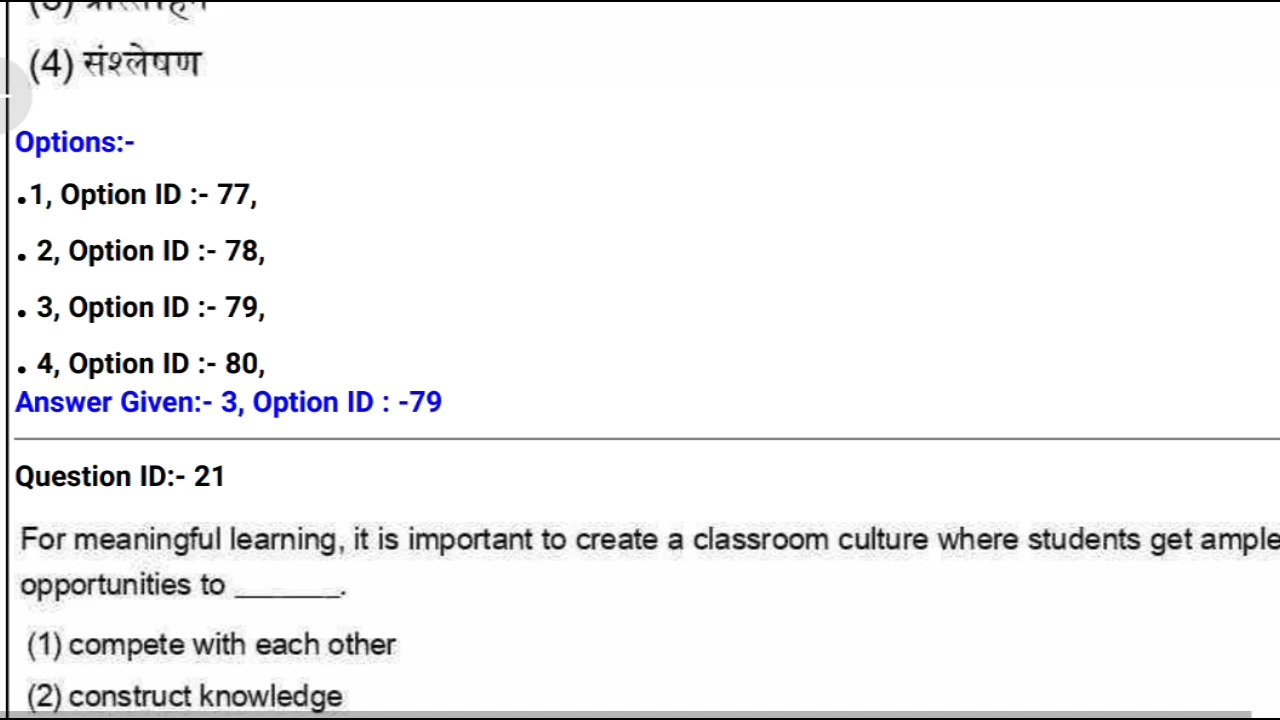 (4) संश्लेषण
Options:-
.1, Option ID :- 77,
. 2, Option ID :- 78,
. 3, Option ID :- 79,
. 4, Option ID :- 80,
Answer Given:- 3, Option ID : -79
Question ID:- 21
For meaningful learning, it is important to create a classroom culture where students get ample
opportunities to ______.
(1) compete with each other
(2) construct knowledge